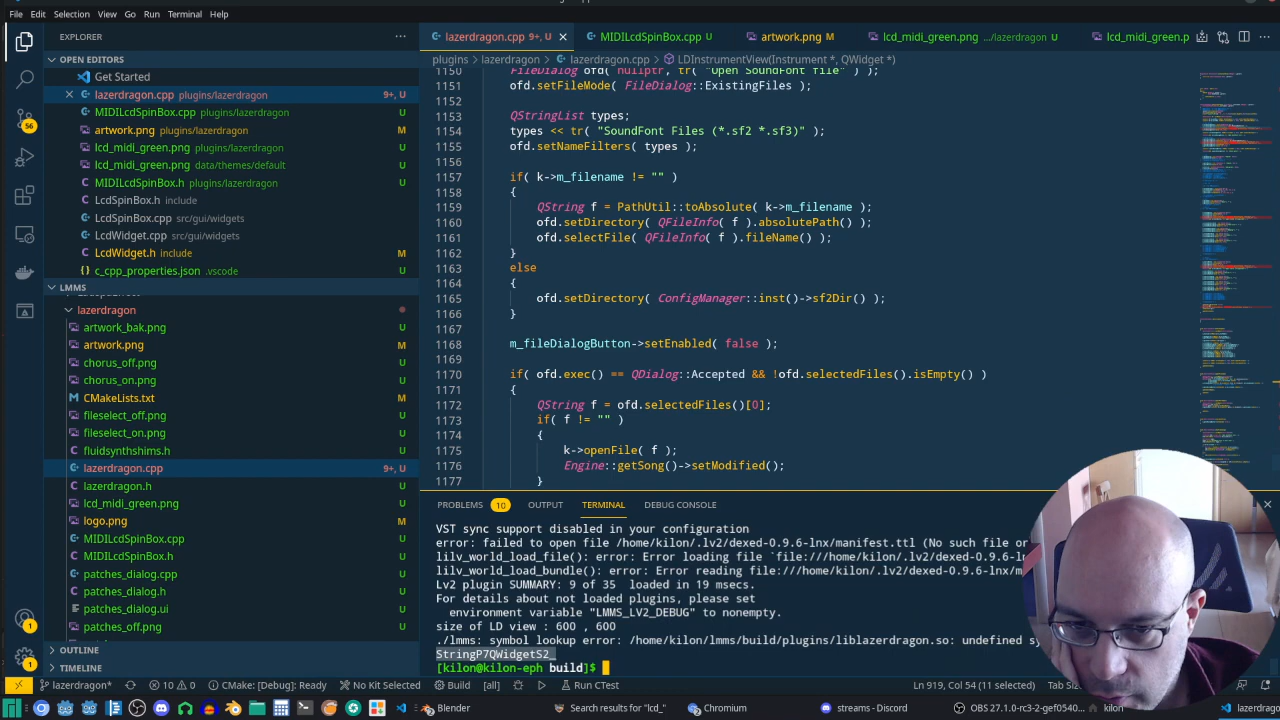 File Edit Selection View Go Run Terminal Help
EXPLORER
OPEN EDITORS
Get Started
lazerdragon.cpp plugins/lazerdragon 9+, U
MIDILcdSpinBox.cpp plugins/lazerdragon U
artwork.png plugins/lazerdragon M
lcd_midi_green.png plugins/lazerdragon U
lcd_midi_green.png data/themes/default U
MIDILcdSpinBox.h plugins/lazerdragon U
LcdSpinBox.h include
LcdSpinBox.cpp src/gui/widgets
LcdWidget.cpp src/gui/widgets
LcdWidget.h include M
c_cpp_properties.json .vscode U
LMMS
lazerdragon
artwork_bak.png U
artwork.png M
chorus_off.png U
chorus_on.png U
CMakeLists.txt M
fileselect_off.png U
fileselect_on.png U
fluidsynthshims.h U
lazerdragon.cpp 9+, U
lazerdragon.h U
lcd_midi_green.png U
logo.png M
MIDILcdSpinBox.cpp U
MIDILcdSpinBox.h U
patches_dialog.cpp U
patches_dialog.h U
patches_dialog.ui U
patches_off.png U
OUTLINE
TIMELINE
lazerdragon.cpp 9+, U
MIDILcdSpinBox.cpp U
artwork.png M
lcd_midi_green.png .../lazerdragon U
lcd_midi_green.p
plugins > lazerdragon > lazerdragon.cpp > LDInstrumentView(Instrument *, QWidget *)
1150 FileDialog ofd( nullptr, tr( "Open SoundFont file" ) );
1151 ofd.setFileMode( FileDialog::ExistingFiles );
1152
1153 QStringList types;
types << tr( "SoundFont Files (*.sf2 *.sf3)" );
1155 ofd.setNameFilters( types );
1156
1157 if( k->m_filename != "" )
1158 {
1159 QString f = PathUtil::toAbsolute( k->m_filename );
1160 ofd.setDirectory( QFileInfo( f ).absolutePath() );
1161 ofd.selectFile( QFileInfo( f ).fileName() );
1162 }
1163 else
1165 ofd.setDirectory( ConfigManager::inst()->sf2Dir() );
1166 }
1167
1168 m_fileDialogButton->setEnabled( false );
1169
1170 ofd.exec() == QDialog::Accepted && !ofd.selectedFiles().isEmpty() )
1171
1172 QString f = ofd.selectedFiles()[0];
1173 if( f != "" )
1174 {
1175 k->openFile( f );
1176 Engine::getSong()->setModified();
1177 }
PROBLEMS 10 OUTPUT TERMINAL DEBUG CONSOLE
VST sync support disabled in your configuration
error: failed to open file /home/kilon/.lv2/dexed-0.9.6-lnx/manifest.ttl (No such file or
lilv_world_load_file(): error: Error loading file `file:///home/kilon/.lv2/dexed-0.9.6-ln
lilv_world_load_bundle(): error: Error reading file:///home/kilon/.lv2/dexed-0.9.6-lnx/m
Lv2 plugin SUMMARY: 9 of 35 loaded in 19 msecs.
For details about not loaded plugins, please set
environment variable "LMMS_LV2_DEBUG" to nonempty.
size of LD view : 600 , 600
./lmms: symbol lookup error: /home/kilon/lmms/build/plugins/liblazerdragon.so: undefined s
StringP7QWidgetS2_
[kilon@kilon-eph build]$
lazerdragon* 10 0 CMake: [Debug]: Ready No Kit Selected Build [all] Run CTest Ln 919, Col 54 (11 selected)
Blender Search results for "lcd_" Chromium streams - Discord OBS 27.1.0-rc3-2-gef0540... kilon lazerdrago